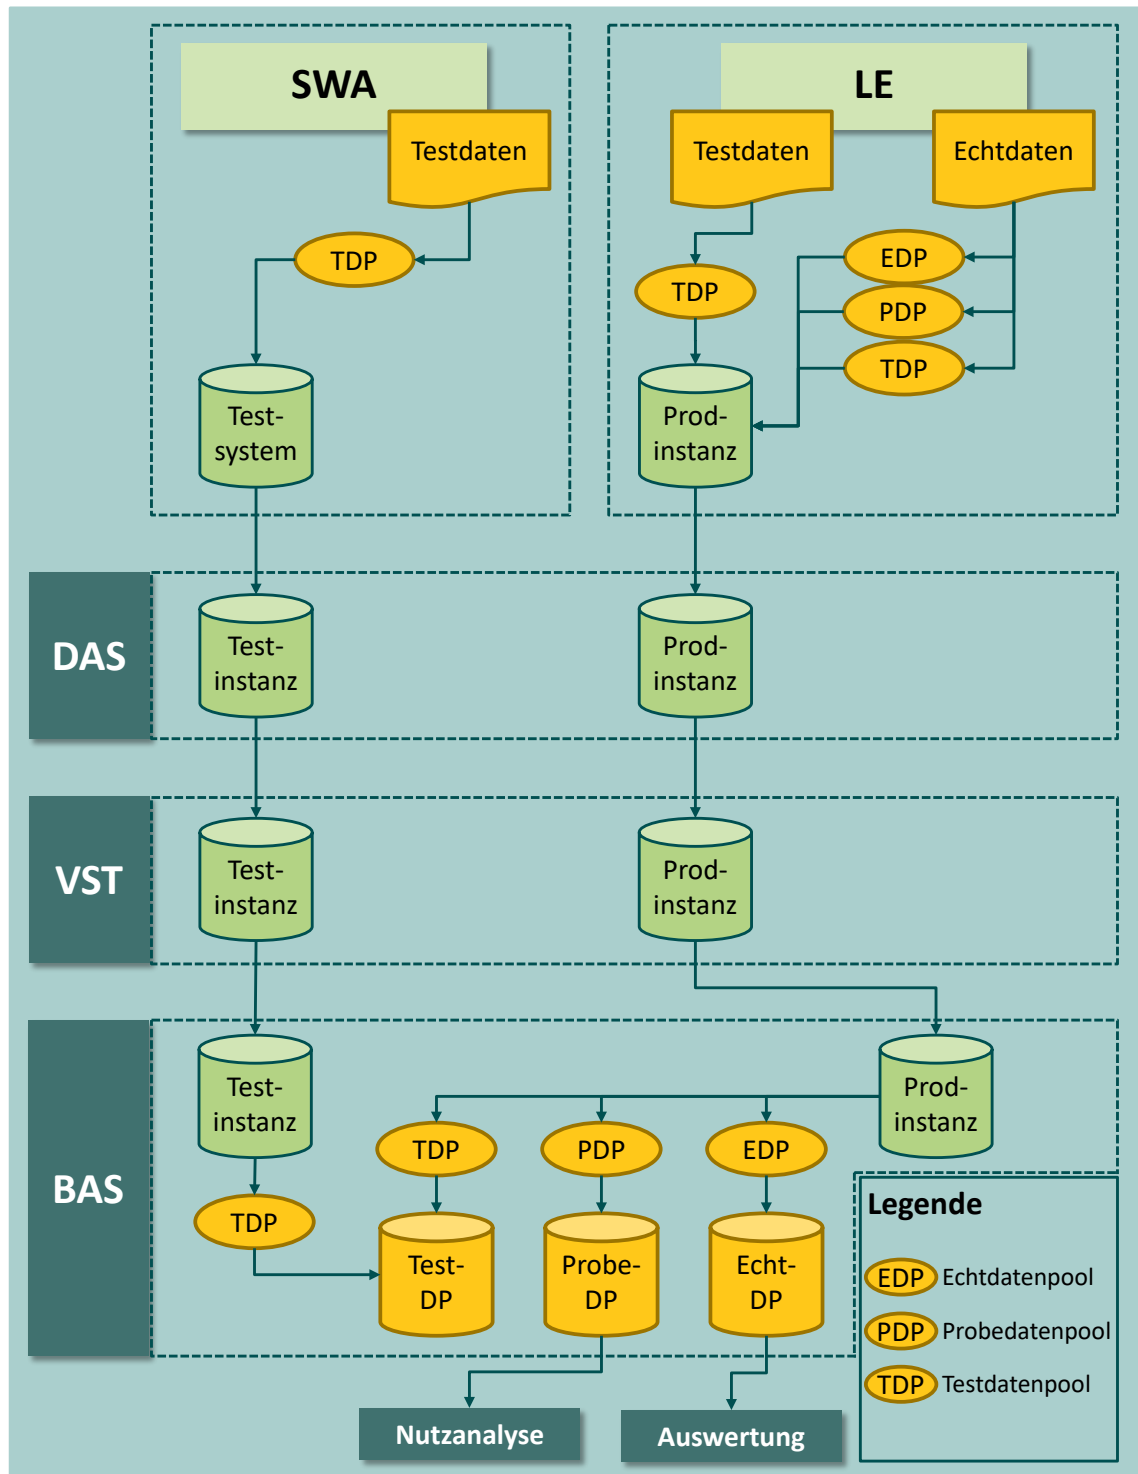 SWA
Testdaten
TDP
Test-
system
LE
Testdaten
Echtdaten
TDP
EDP
PDP
TDP
Prod-
instanz
DAS
Test-
instanz
Prod-
instanz
VST
Test-
instanz
Prod-
instanz
BAS
Test-
instanz
Prod-
instanz
TDP
PDP
EDP
TDP
Test-
DP
Probe-
DP
Echt-
DP
Legende
EDP Echtdatenpool
PDP Probedatenpool
TDP Testdatenpool
Nutzanalyse
Auswertung